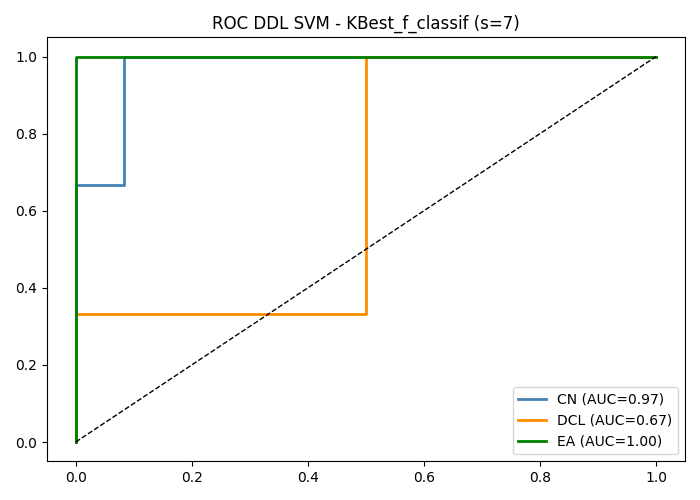 ROC DDL SVM - KBest_f_classif (s=7)
1.0
0.8
0.6
0.4
0.2
0.0
0.0 0.2 0.4 0.6 0.8 1.0
CN (AUC=0.97)
DCL (AUC=0.67)
EA (AUC=1.00)